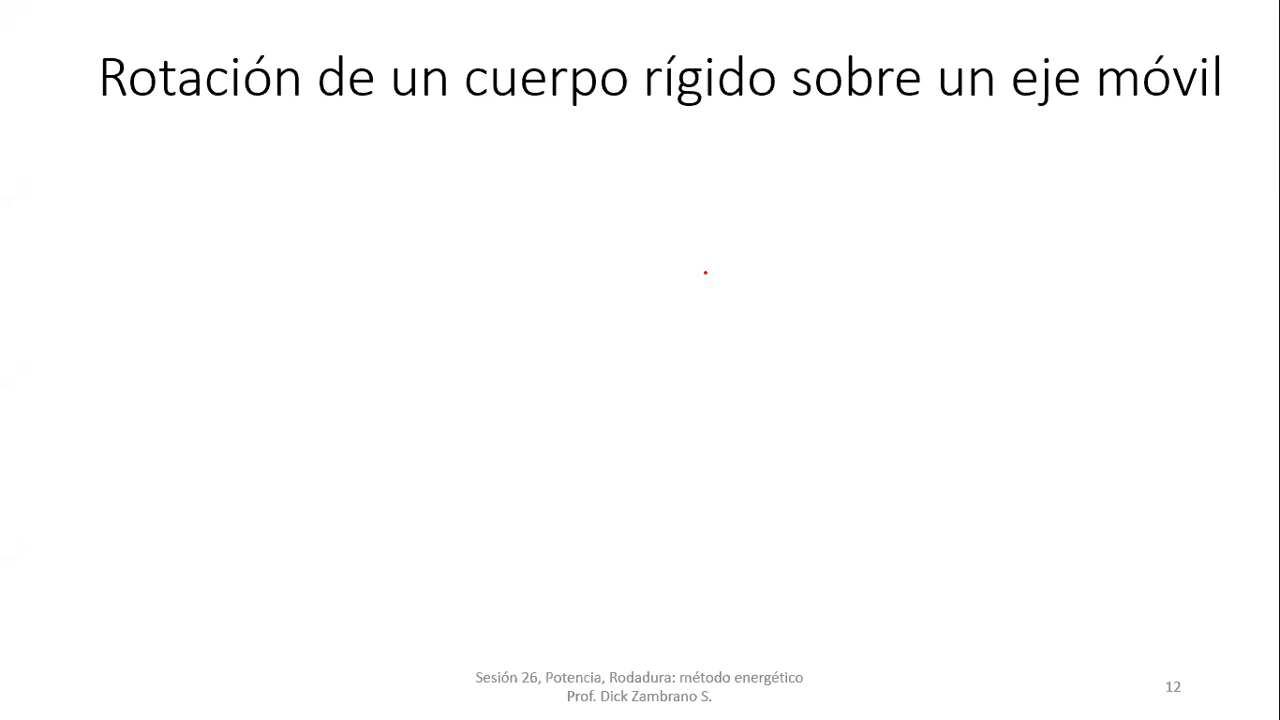 Rotación de un cuerpo rígido sobre un eje móvil
Sesión 26, Potencia, Rodadura: método energético
Prof. Dick Zambrano S.
12